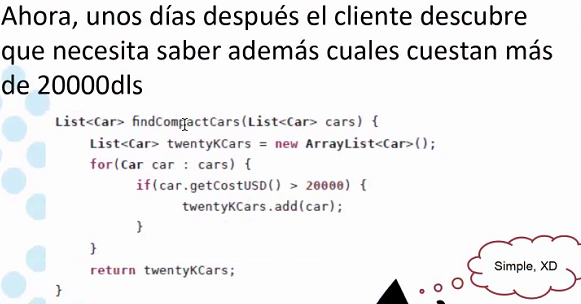 Ahora, unos días después el cliente descubre
que necesita saber además cuales cuestan más
de 20000dls
List<Car> findCompactCars(List<Car> cars) {
List<Car> twentyKCars = new ArrayList<Car>();
for(Car car : cars) {
if(car.getCostUSD() > 20000) {
twentyKCars.add(car);
}
}
return twentyKCars;
}
Simple, XD